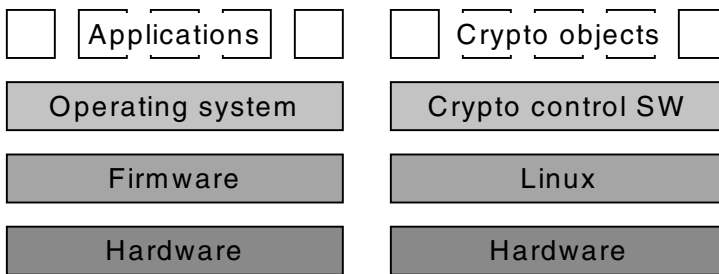 Applications
Crypto objects
Operating system
Crypto control SW
Firmware
Linux
Hardware
Hardware